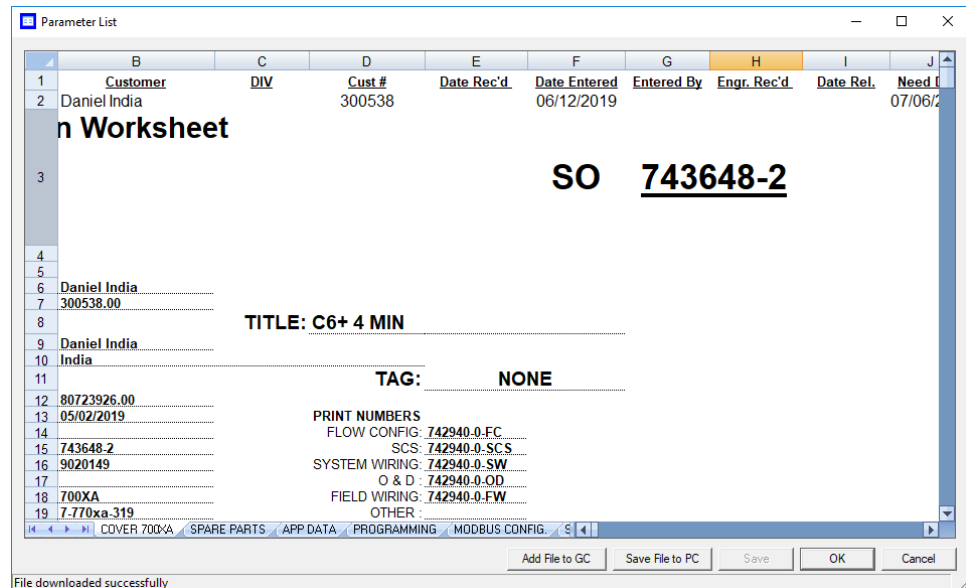 Parameter List
B C D E F G H I J
1 Customer DIV Cust # Date Rec'd Date Entered Entered By Engr. Rec'd Date Rel. Need D
2 Daniel India 300538 06/12/2019 07/06/2
n Worksheet
3 SO 743648-2
4
5
6 Daniel India
7 300538.00
8 TITLE: C6+ 4 MIN
9 Daniel India
10 India
11 TAG: NONE
12 80723926.00
13 05/02/2019 PRINT NUMBERS
14 FLOW CONFIG: 742940-0-FC
15 743648-2 SCS: 742940-0-SCS
16 9020149 SYSTEM WIRING: 742940-0-SW
17 O & D : 742940-0-OD
18 700XA FIELD WIRING: 742940-0-FW
19 7-770xa-319 OTHER :
COVER 700XA SPARE PARTS APP DATA PROGRAMMING MODBUS CONFIG. S
Add File to GC Save File to PC Save OK Cancel
File downloaded successfully